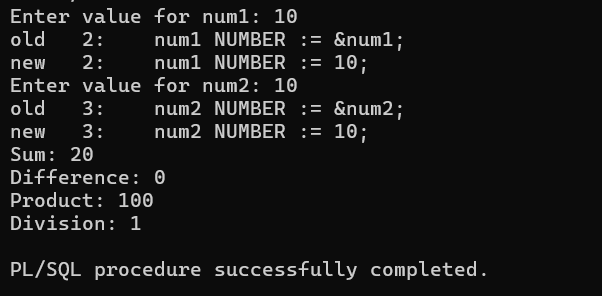 Enter value for num1: 10
old   2:    num1 NUMBER := &num1;
new   2:    num1 NUMBER := 10;
Enter value for num2: 10
old   3:    num2 NUMBER := &num2;
new   3:    num2 NUMBER := 10;
Sum: 20
Difference: 0
Product: 100
Division: 1

PL/SQL procedure successfully completed.